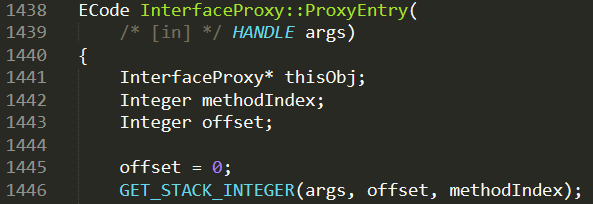 1438 ECode InterfaceProxy::ProxyEntry(
1439 /* [in] */ HANDLE args)
1440 {
1441 InterfaceProxy* thisObj;
1442 Integer methodIndex;
1443 Integer offset;
1444
1445 offset = 0;
1446 GET_STACK_INTEGER(args, offset, methodIndex);